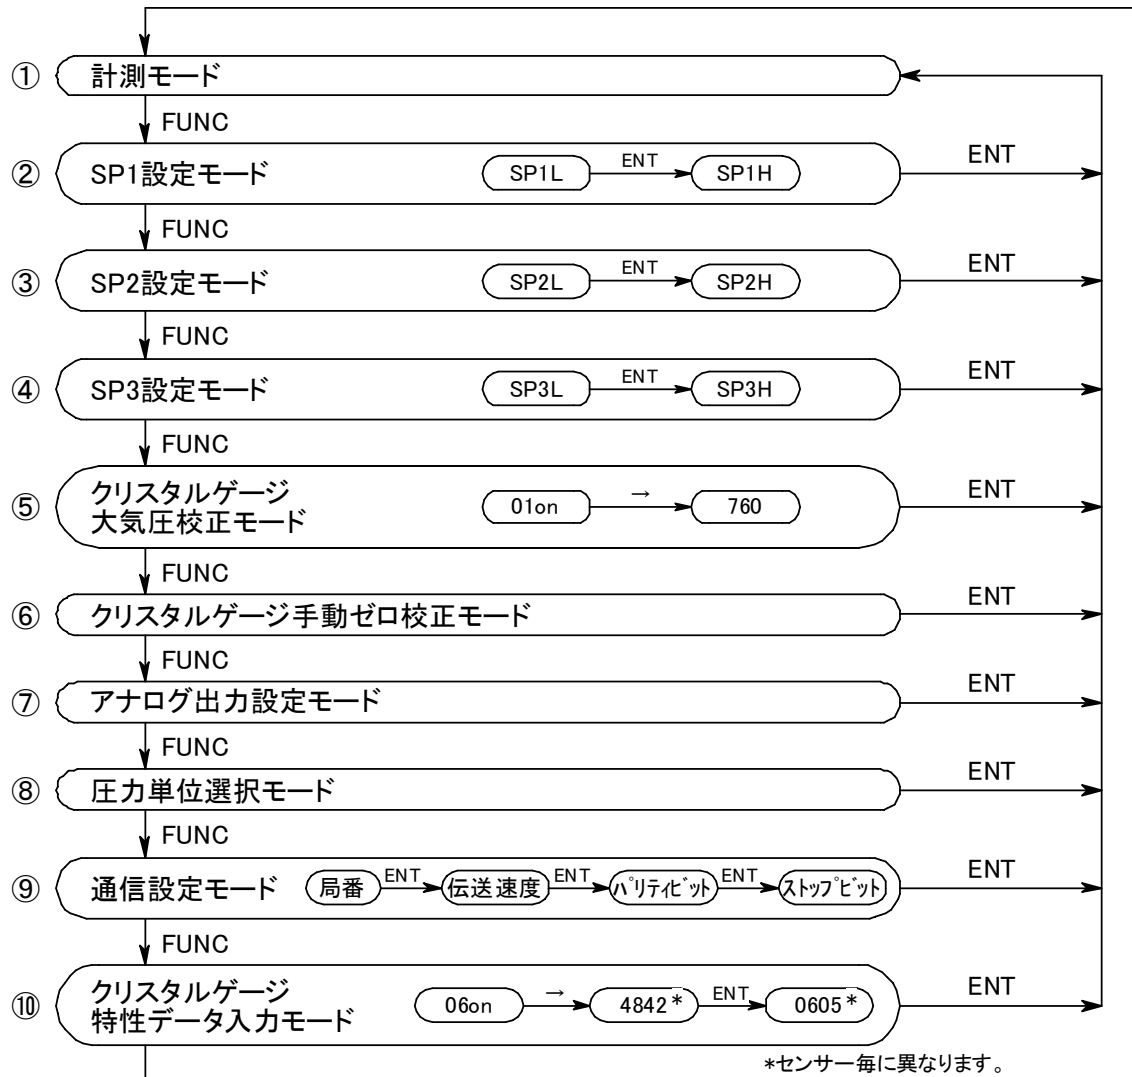 ① 計測モード
FUNC
② SP1設定モード SP1L ENT SP1H ENT
FUNC
③ SP2設定モード SP2L ENT SP2H ENT
FUNC
④ SP3設定モード SP3L ENT SP3H ENT
FUNC
⑤ クリスタルゲージ
大気圧校正モード 01on → 760 ENT
FUNC
⑥ クリスタルゲージ手動ゼロ校正モード ENT
FUNC
⑦ アナログ出力設定モード ENT
FUNC
⑧ 圧力単位選択モード ENT
FUNC
⑨ 通信設定モード 局番 ENT 伝送速度 ENT パリティビット ENT ストップビット ENT
FUNC
⑩ クリスタルゲージ
特性データ入力モード 06on → 4842* ENT 0605* ENT
*センサー毎に異なります。